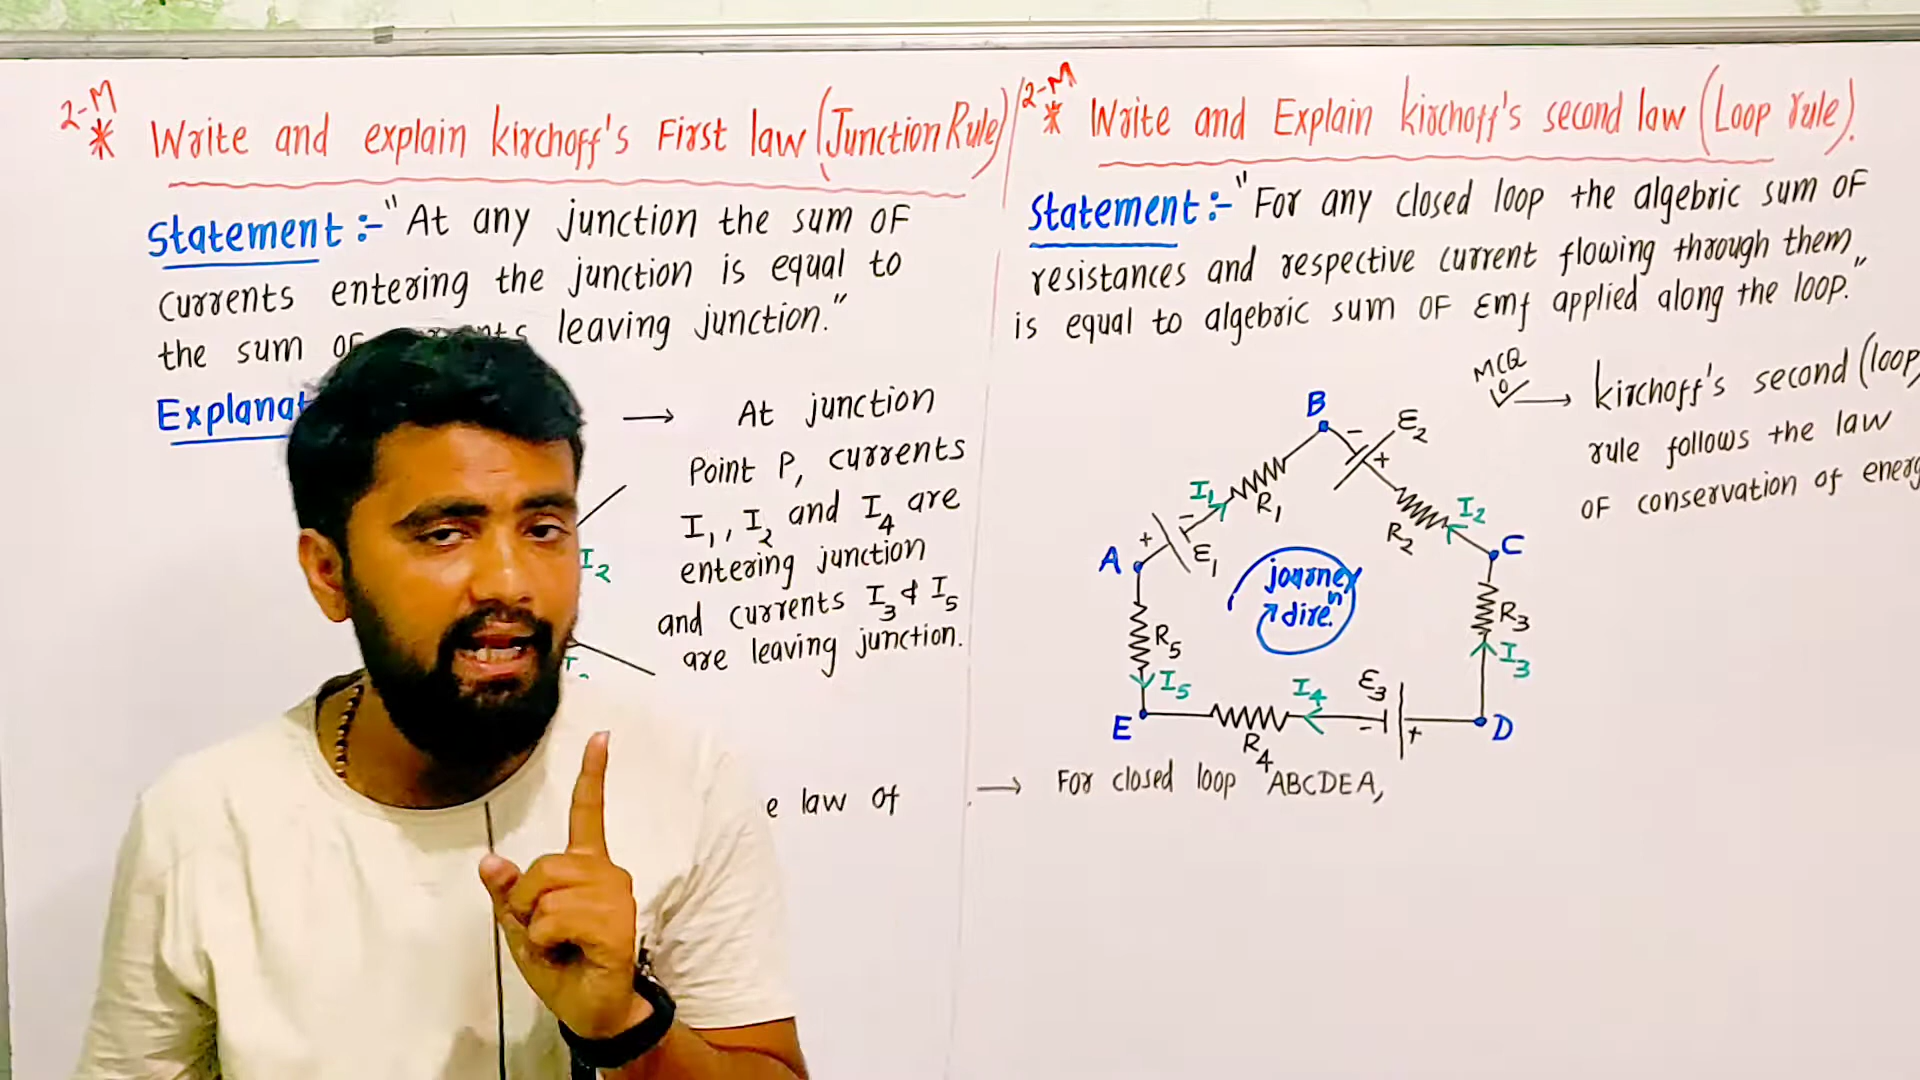 2-M
* Write and explain kirchoff's First law (Junction Rule)
Statement :- "At any junction the sum of
currents entering the junction is equal to
the sum of leaving junction."
→ At junction
Point P, currents
I₁, I₂ and I₄ are
entering junction
and currents I₃ & I₅
are leaving junction.
I₂
e law of
2-M
* Write and Explain kirchoff's second law (Loop rule).
Statement :- "For any closed loop the algebric sum of
resistances and respective current flowing through them
is equal to algebric sum of Emf applied along the loop."
MCQ
→ kirchoff's second (loop)
rule follows the law
of conservation of energ
B
- ε₂
+
I₁ R₁
R₂ I₂
A + - ε₁
C
journey
direⁿ
R₃
I₃
R₅
I₅
I₄ ε₃
E R₄ - + D
→ For closed loop ABCDEA,